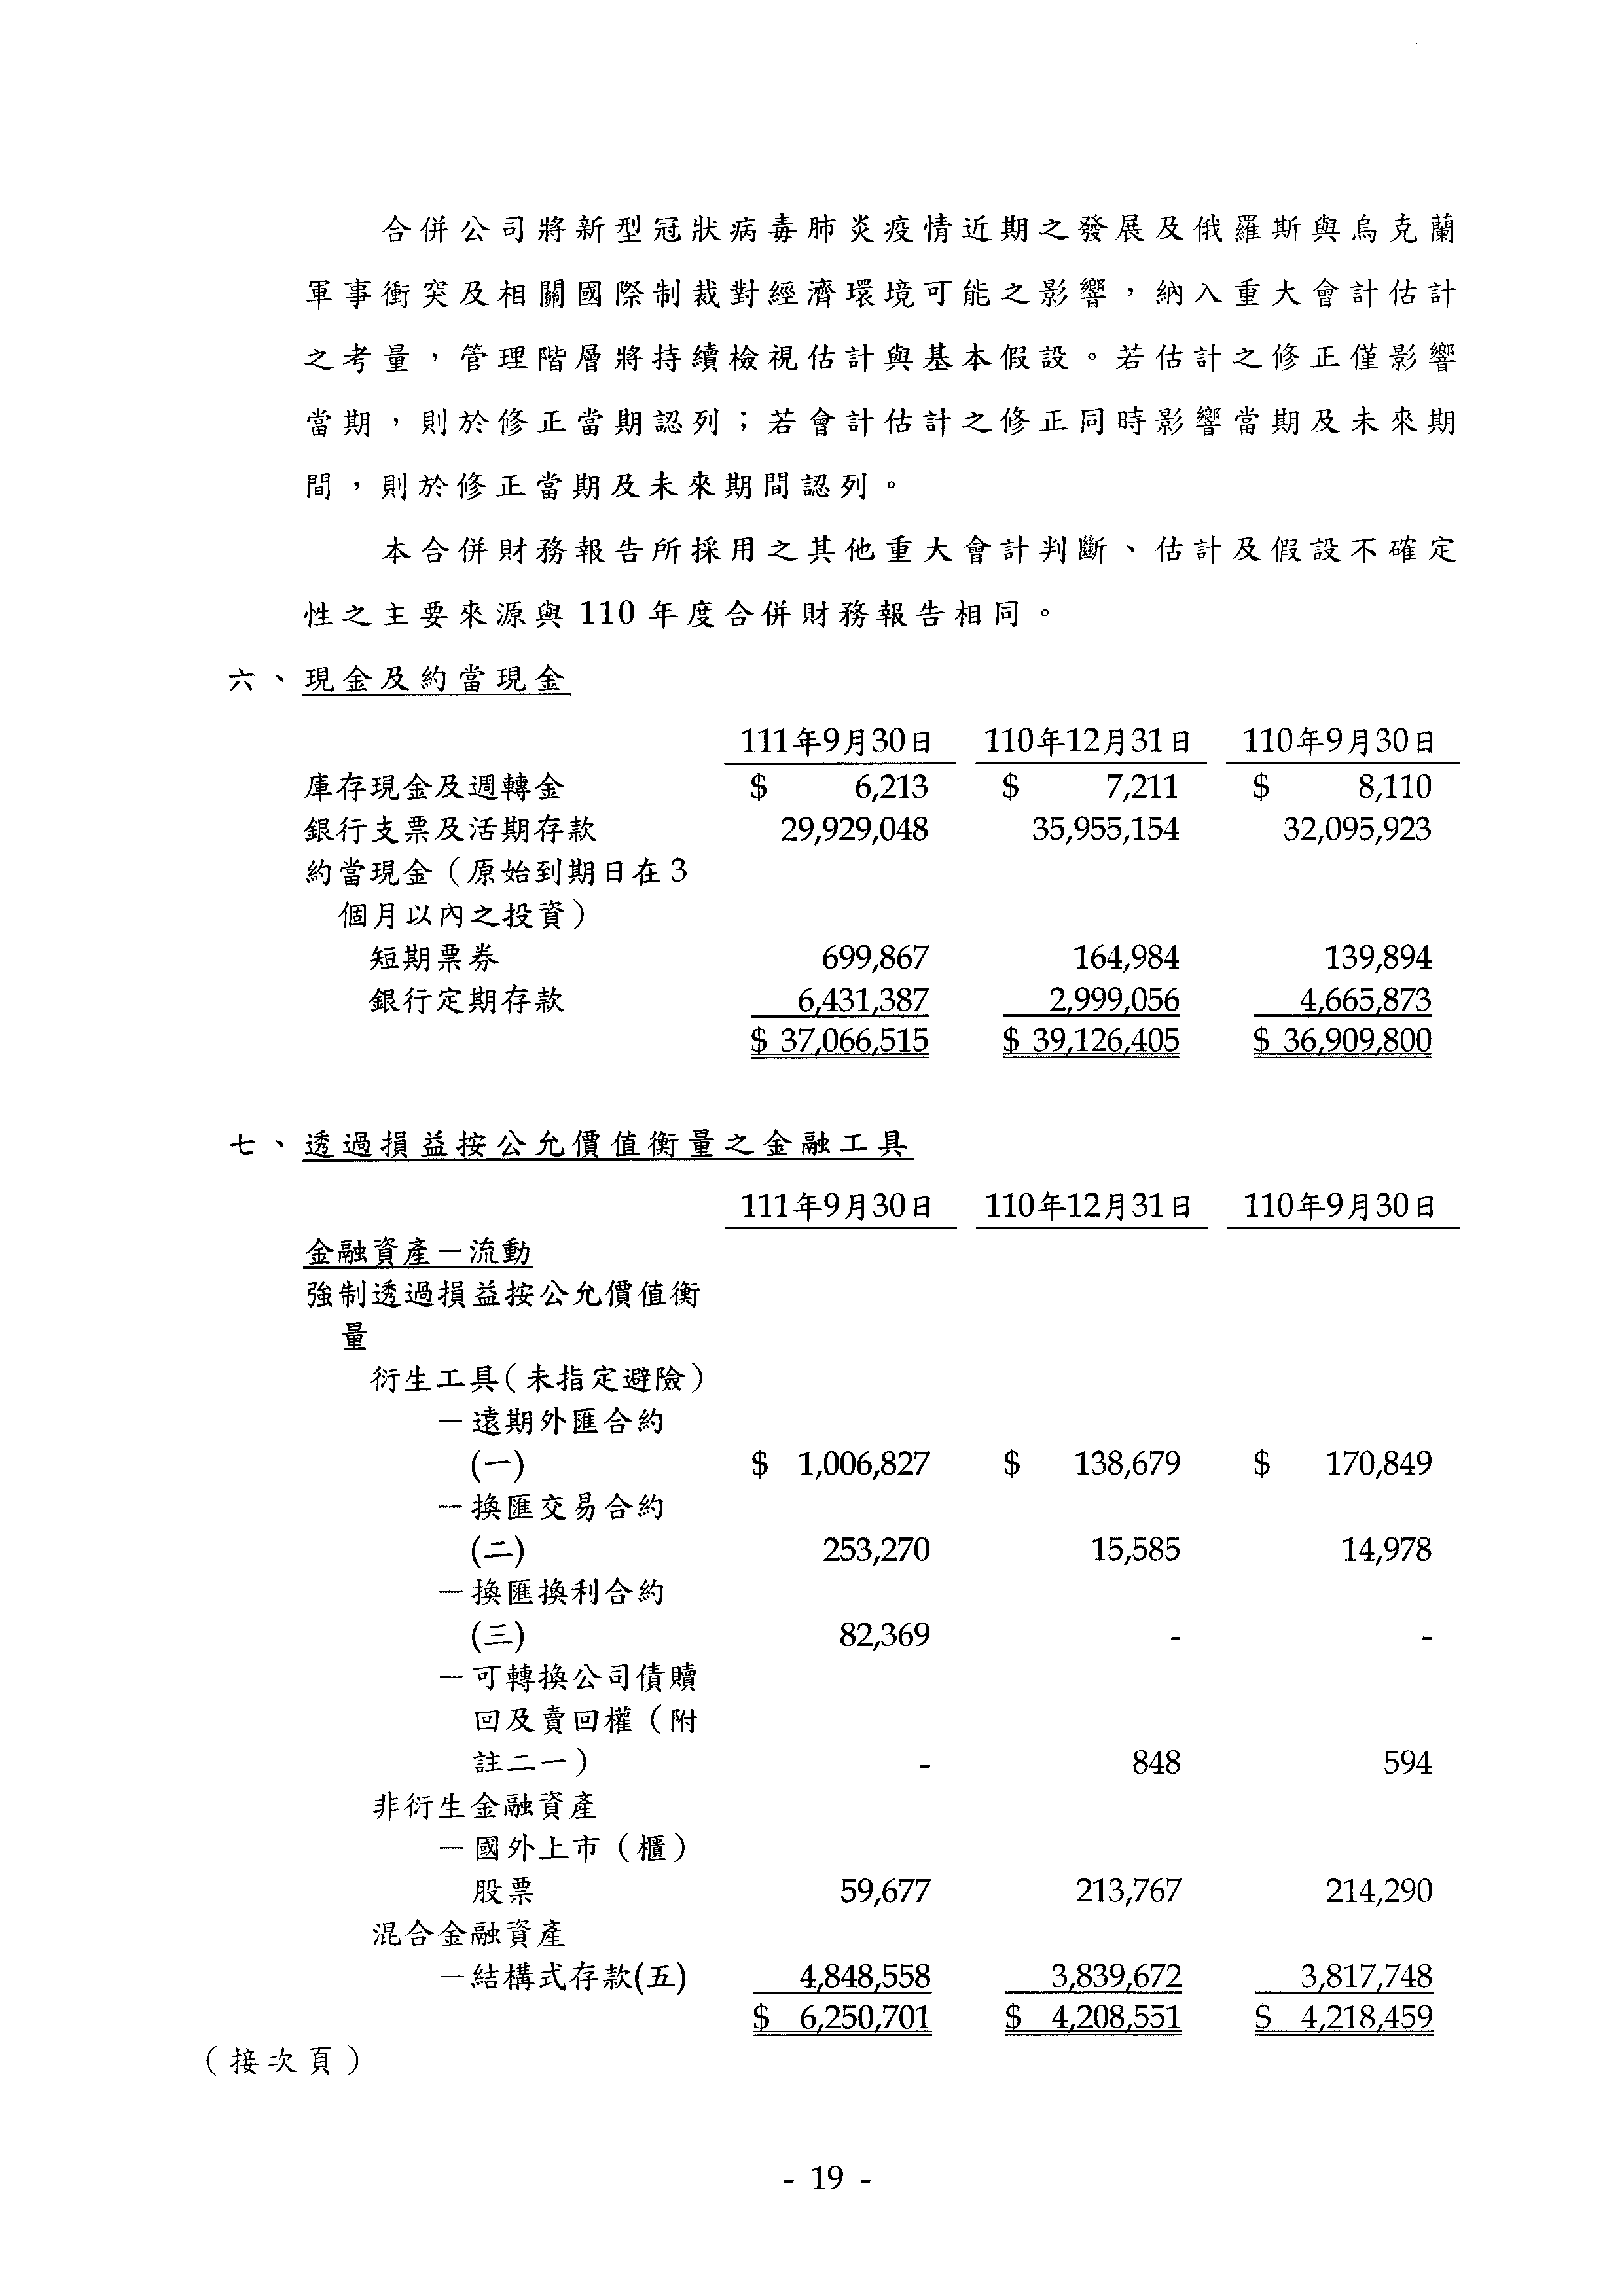 合併公司將新型冠狀病毒肺炎疫情近期之發展及俄羅斯與烏克蘭
軍事衝突及相關國際制裁對經濟環境可能之影響，納入重大會計估計
之考量，管理階層將持續檢視估計與基本假設。若估計之修正僅影響
當期，則於修正當期認列；若會計估計之修正同時影響當期及未來期
間，則於修正當期及未來期間認列。
本合併財務報告所採用之其他重大會計判斷、估計及假設不確定
性之主要來源與 110 年度合併財務報告相同。
六、現金及約當現金
111年9月30日 110年12月31日 110年9月30日
庫存現金及週轉金 $ 6,213 $ 7,211 $ 8,110
銀行支票及活期存款 29,929,048 35,955,154 32,095,923
約當現金（原始到期日在 3
個月以內之投資）
短期票券 699,867 164,984 139,894
銀行定期存款 6,431,387 2,999,056 4,665,873
$ 37,066,515 $ 39,126,405 $ 36,909,800
七、透過損益按公允價值衡量之金融工具
111年9月30日 110年12月31日 110年9月30日
金融資產－流動
強制透過損益按公允價值衡
量
衍生工具（未指定避險）
－遠期外匯合約
(一) $ 1,006,827 $ 138,679 $ 170,849
－換匯交易合約
(二) 253,270 15,585 14,978
－換匯換利合約
(三) 82,369 - -
－可轉換公司債贖
回及賣回權（附
註二一） - 848 594
非衍生金融資產
－國外上市（櫃）
股票 59,677 213,767 214,290
混合金融資產
－結構式存款(五) 4,848,558 3,839,672 3,817,748
$ 6,250,701 $ 4,208,551 $ 4,218,459
（接次頁）
- 19 -